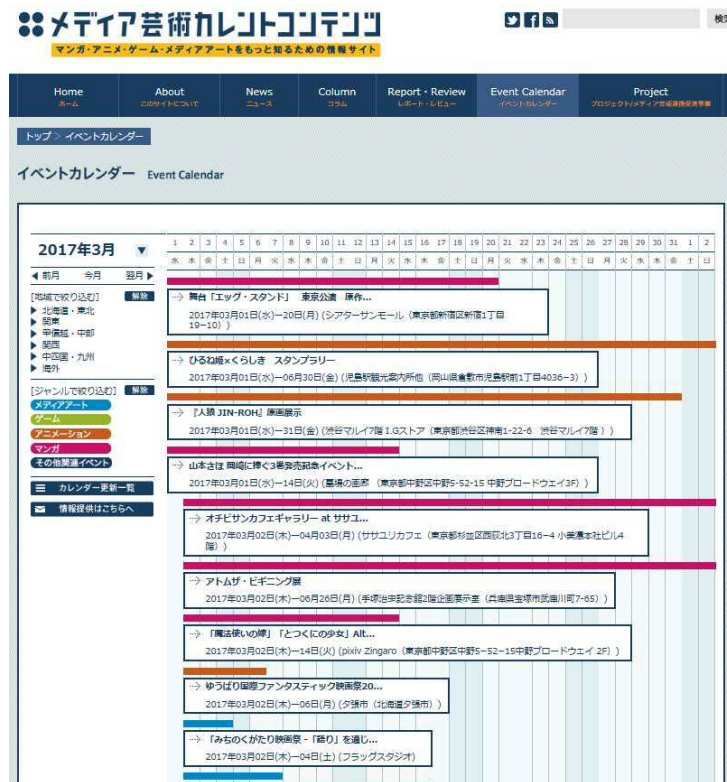 メディア芸術カレントコンテンツ
マンガ・アニメ・ゲーム・メディアアートをもっと知るための情報サイト
Home
ホーム
About
このサイトについて
News
ニュース
Column
コラム
Report・Review
レポート・レビュー
Event Calendar
イベントカレンダー
Project
プロジェクト/メディア芸術連携促進事業
トップ > イベントカレンダー
イベントカレンダー Event Calendar
2017年3月 ▼
◀ 前月 今月 翌月 ▶
1 2 3 4 5 6 7 8 9 10 11 12 13 14 15 16 17 18 19 20 21 22 23 24 25 26 27 28 29 30 31 1 2
水 木 金 土 日 月 火 水 木 金 土 日 月 火 水 木 金 土 日 月 火 水 木 金 土 日 月 火 水 木 金 土 日
[地域で絞り込む] 解除
▶ 北海道・東北
▶ 関東
▶ 甲信越・中部
▶ 関西
▶ 中四国・九州
▶ 海外
[ジャンルで絞り込む] 解除
メディアアート
ゲーム
アニメーション
マンガ
その他関連イベント
カレンダー更新一覧
情報提供はこちらへ
舞台「エッグ・スタンド」 東京公演 原作...
2017年03月01日(水)―20日(月) (シアターサンモール（東京都新宿区新宿1丁目
19−10）)
ひるね姫×くらしき スタンプラリー
2017年03月01日(水)―06月30日(金) (児島駅観光案内所他（岡山県倉敷市児島駅前1丁目4036−3）)
『人狼 JIN-ROH』原画展示
2017年03月01日(水)―31日(金) (渋谷マルイ7階 I.Gストア（東京都渋谷区神南1-22-6 渋谷マルイ7階）)
山本さほ 岡崎に捧ぐ3巻発売記念イベント...
2017年03月01日(水)―14日(火) (墓場の画廊 （東京都中野区中野5-52-15 中野ブロードウェイ3F）)
オチビサンカフェギャラリー at ササユ...
2017年03月02日(木)―04月03日(月) (ササユリカフェ（東京都杉並区西荻北3丁目16−4 小美濃本社ビル4
階）)
アトムザ・ビギニング展
2017年03月02日(木)―06月26日(月) (手塚治虫記念館2階企画展示室（兵庫県宝塚市武庫川町7-65）)
「魔法使いの嫁」「とつくにの少女」Alt...
2017年03月02日(木)―14日(火) (pixiv Zingaro（東京都中野区中野5−52−15中野ブロードウェイ 2F）)
ゆうばり国際ファンタスティック映画祭20...
2017年03月02日(木)―06日(月) (夕張市（北海道夕張市）)
「みちのくがたり映画祭 -「語り」を通じ...
2017年03月02日(木)―04日(土) (フラッグスタジオ)